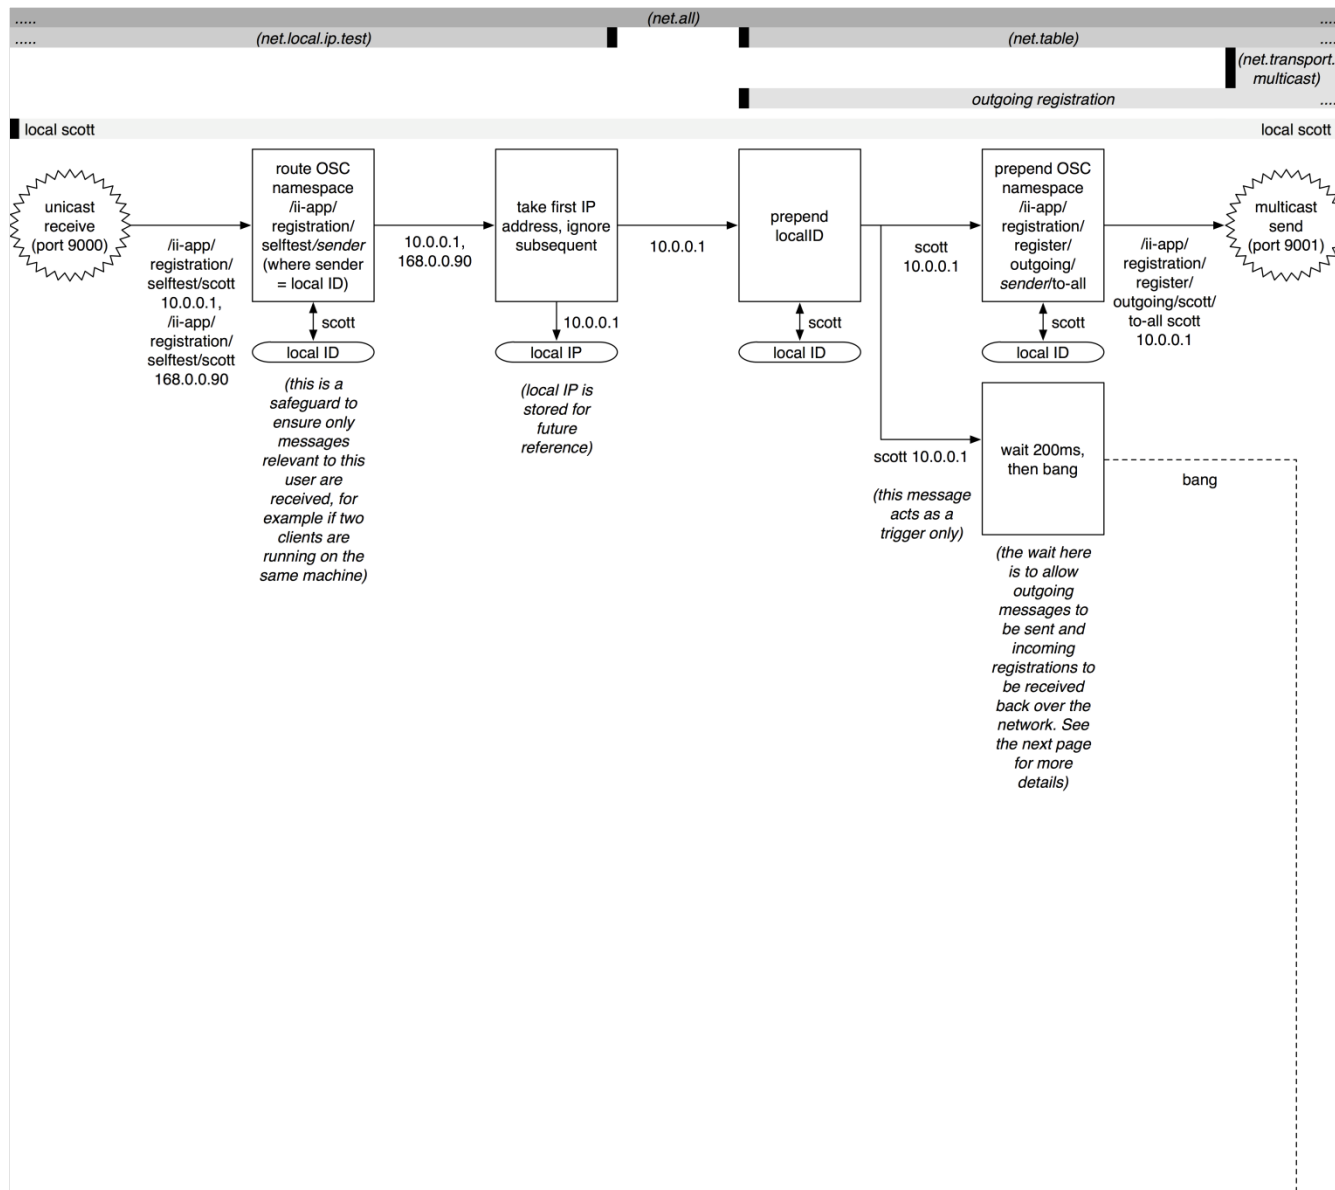 ..... (net.all) ....
..... (net.local.ip.test) (net.table) ....
(net.transport.
multicast)
outgoing registration ....
local scott local scott
unicast
receive
(port 9000)
/ii-app/
registration/
selftest/scott
10.0.0.1,
/ii-app/
registration/
selftest/scott
168.0.0.90
route OSC
namespace
/ii-app/
registration/
selftest/sender
(where sender
= local ID)
scott
local ID
(this is a
safeguard to
ensure only
messages
relevant to this
user are
received, for
example if two
clients are
running on the
same machine)
10.0.0.1,
168.0.0.90
take first IP
address, ignore
subsequent
10.0.0.1
local IP
(local IP is
stored for
future
reference)
10.0.0.1
prepend
localID
scott
local ID
scott
10.0.0.1
prepend OSC
namespace
/ii-app/
registration/
register/
outgoing/
sender/to-all
scott
local ID
/ii-app/
registration/
register/
outgoing/scott/
to-all scott
10.0.0.1
multicast
send
(port 9001)
scott 10.0.0.1
(this message
acts as a
trigger only)
wait 200ms,
then bang
bang
(the wait here
is to allow
outgoing
messages to
be sent and
incoming
registrations to
be received
back over the
network. See
the next page
for more
details)